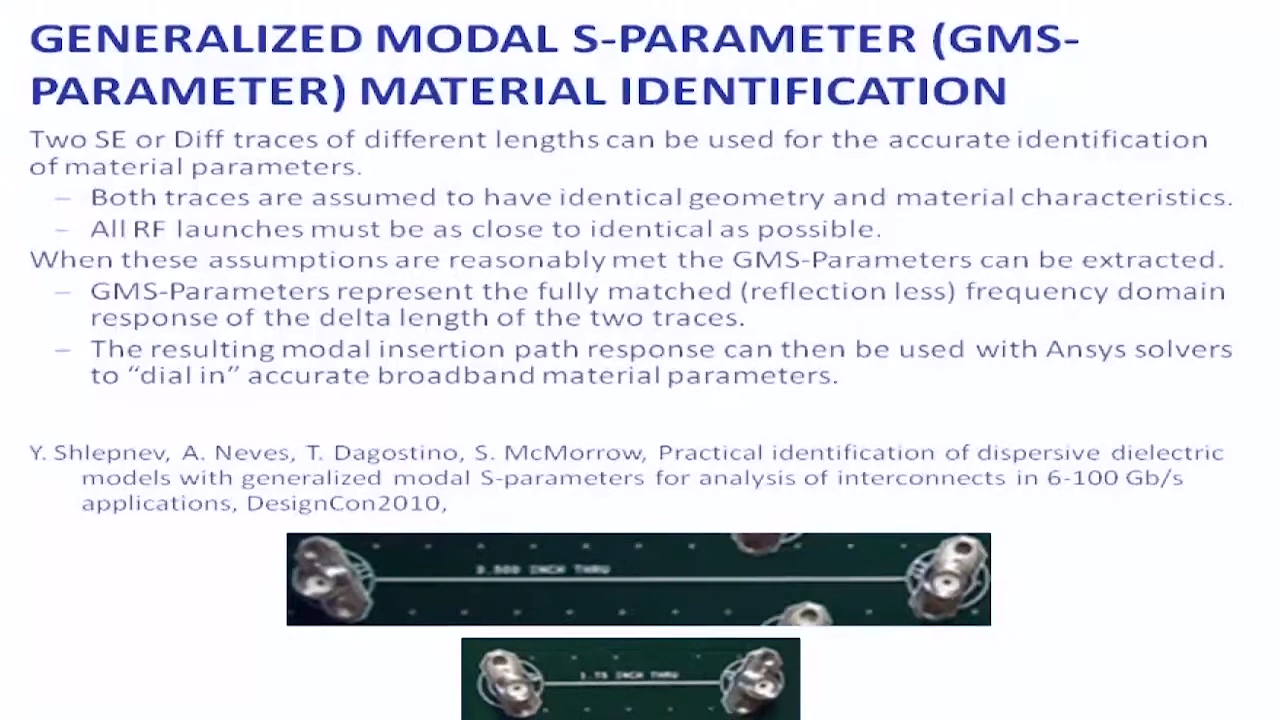 GENERALIZED MODAL S-PARAMETER (GMS-
PARAMETER) MATERIAL IDENTIFICATION
Two SE or Diff traces of different lengths can be used for the accurate identification
of material parameters.
– Both traces are assumed to have identical geometry and material characteristics.
– All RF launches must be as close to identical as possible.
When these assumptions are reasonably met the GMS-Parameters can be extracted.
– GMS-Parameters represent the fully matched (reflection less) frequency domain
response of the delta length of the two traces.
– The resulting modal insertion path response can then be used with Ansys solvers
to “dial in” accurate broadband material parameters.
Y. Shlepnev, A. Neves, T. Dagostino, S. McMorrow, Practical identification of dispersive dielectric
models with generalized modal S-parameters for analysis of interconnects in 6-100 Gb/s
applications, DesignCon2010,
INCH THRU
1.75 INCH THRU